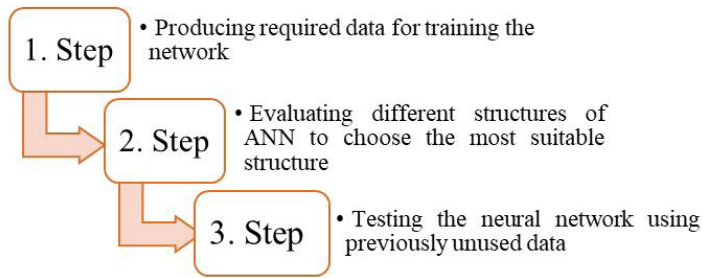 1. Step
• Producing required data for training the
network
2. Step
• Evaluating different structures of
ANN to choose the most suitable
structure
3. Step
• Testing the neural network using
previously unused data